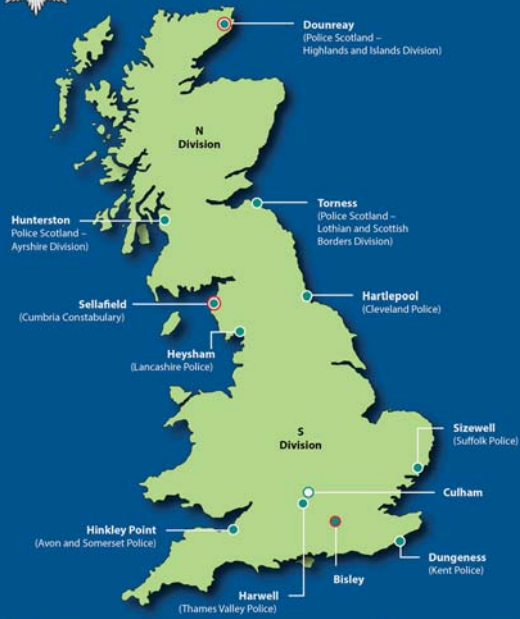 Dounreay
(Police Scotland –
Highlands and Islands Division)
N
Division
Torness
(Police Scotland –
Lothian and Scottish
Borders Division)
Hunterston
Police Scotland –
Ayrshire Division)
Sellafield
(Cumbria Constabulary)
Hartlepool
(Cleveland Police)
Heysham
(Lancashire Police)
S
Division
Sizewell
(Suffolk Police)
Culham
Hinkley Point
(Avon and Somerset Police)
Dungeness
(Kent Police)
Bisley
Harwell
(Thames Valley Police)